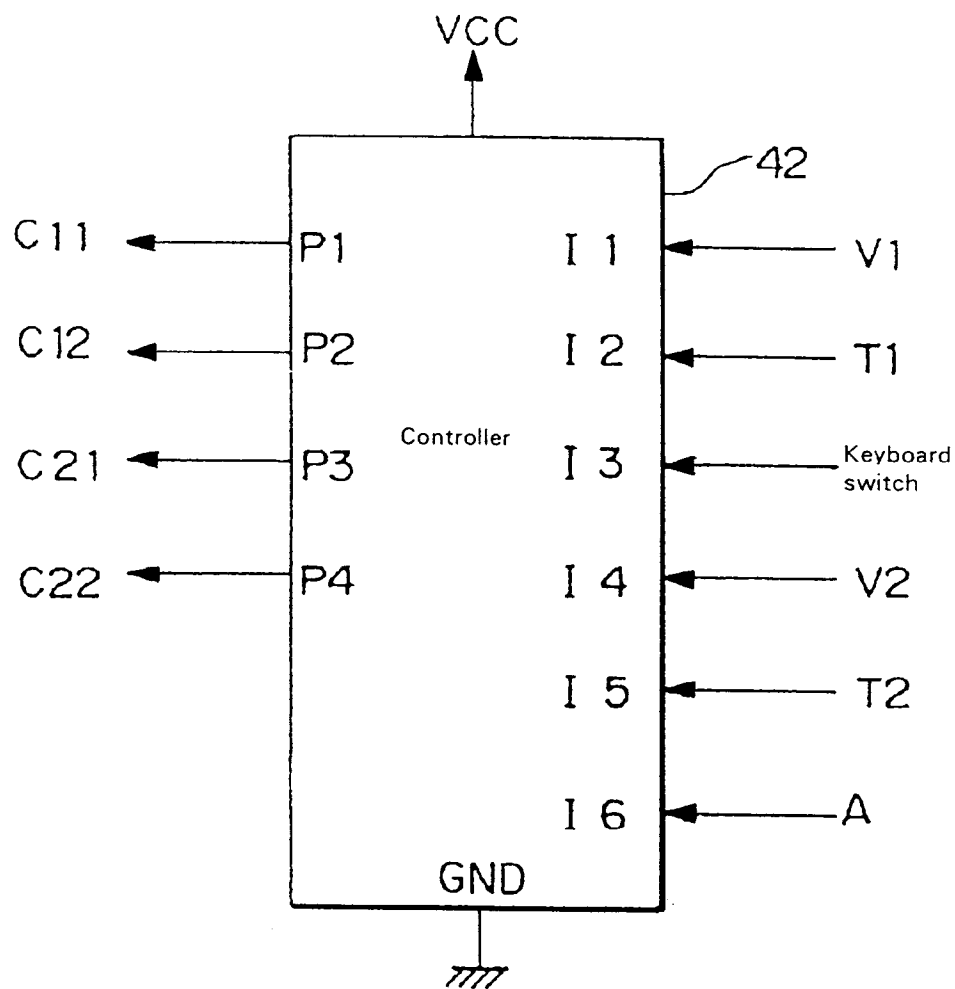 VCC
42
C11 P1 I 1 V1
C12 P2 I 2 T1
Controller
C21 P3 I 3 Keyboard
switch
C22 P4 I 4 V2
I 5 T2
I 6 A
GND